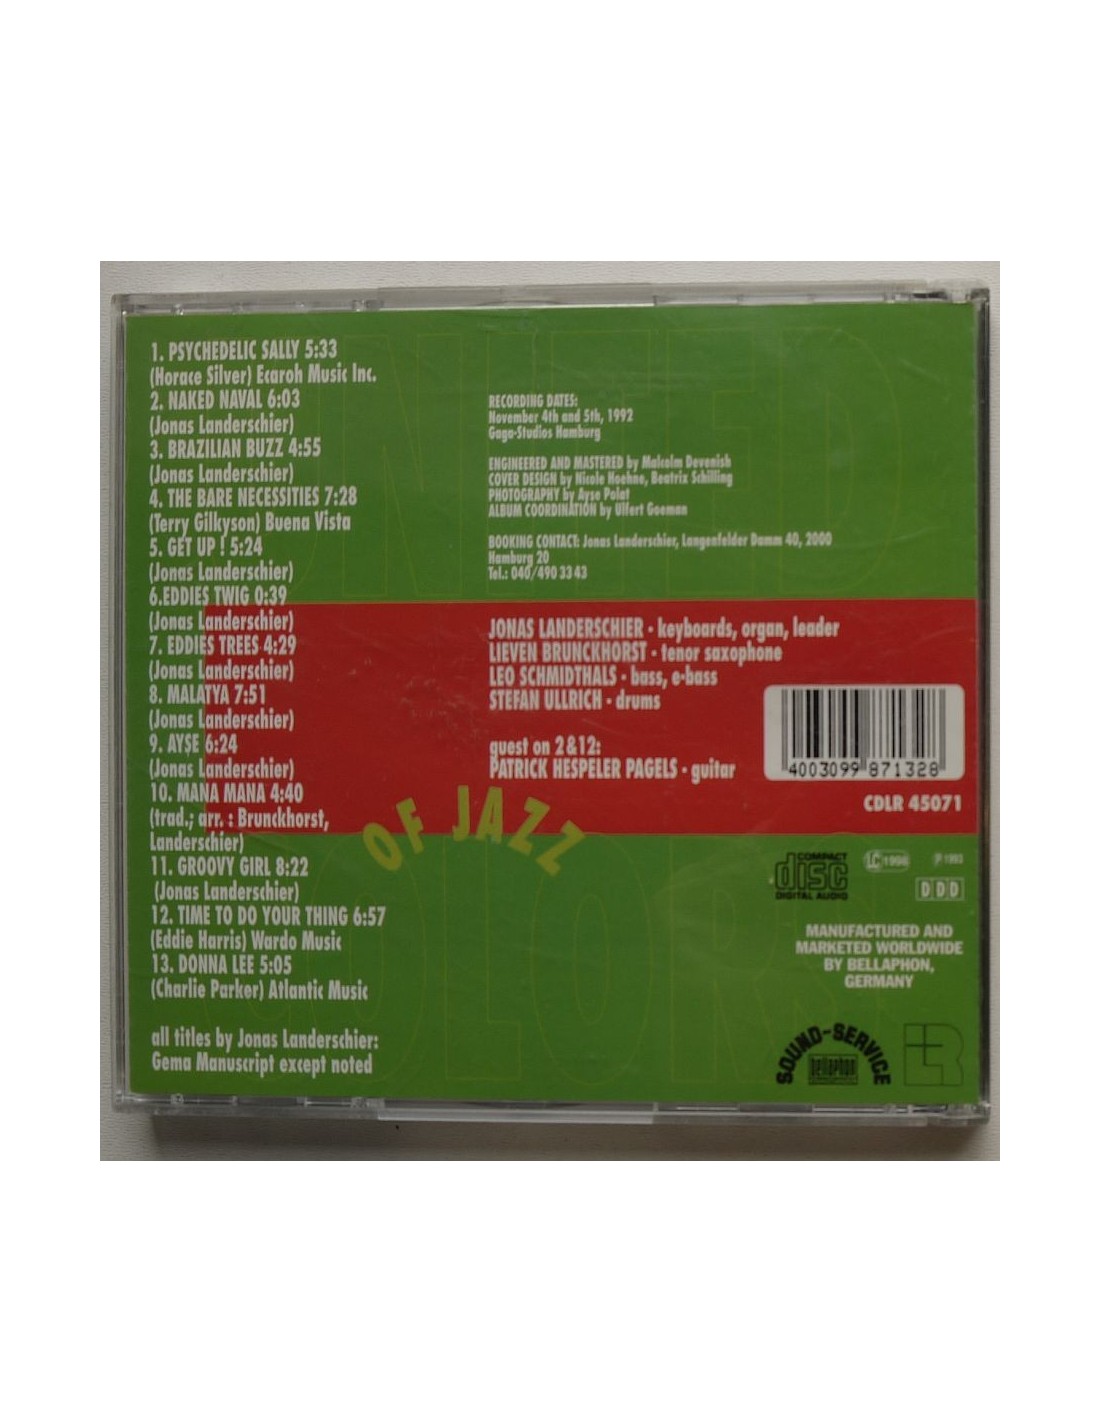 1. PSYCHEDELIC SALLY 5:33
(Horace Silver) Ecaroh Music Inc.
2. NAKED NAVAL 6:03
(Jonas Landerschier)
3. BRAZILIAN BUZZ 4:55
(Jonas Landerschier)
4. THE BARE NECESSITIES 7:28
(Terry Gilkyson) Buena Vista
5. GET UP ! 5:24
(Jonas Landerschier)
6.EDDIES TWIG 0:39
(Jonas Landerschier)
7. EDDIES TREES 4:29
(Jonas Landerschier)
8. MALATYA 7:51
(Jonas Landerschier)
9. AYŞE 6:24
(Jonas Landerschier)
10. MANA MANA 4:40
(trad.; arr. : Brunckhorst,
Landerschier)
11. GROOVY GIRL 8:22
(Jonas Landerschier)
12. TIME TO DO YOUR THING 6:57
(Eddie Harris) Wardo Music
13. DONNA LEE 5:05
(Charlie Parker) Atlantic Music
all titles by Jonas Landerschier:
Gema Manuscript except noted
RECORDING DATES:
November 4th and 5th, 1992
Gaga-Studios Hamburg
ENGINEERED AND MASTERED by Malcolm Devenish
COVER DESIGN by Nicole Hoehne, Beatrix Schilling
PHOTOGRAPHY by Ayse Polat
ALBUM COORDINATION by Ulfert Goeman
BOOKING CONTACT: Jonas Landerschier, Langenfelder Damm 40, 2000
Hamburg 20
Tel.: 040/490 33 43
JONAS LANDERSCHIER · keyboards, organ, leader
LIEVEN BRUNCKHORST · tenor saxophone
LEO SCHMIDTHALS · bass, e-bass
STEFAN ULLRICH · drums
guest on 2&12:
PATRICK HESPELER PAGELS · guitar
4003099 871328
CDLR 45071
UNITED
COLORS
OF JAZZ
COMPACT
disc
DIGITAL AUDIO
LC 1996
P 1993
D D D
MANUFACTURED AND
MARKETED WORLDWIDE
BY BELLAPHON,
GERMANY
SOUND-SERVICE
bellaphon
L+R